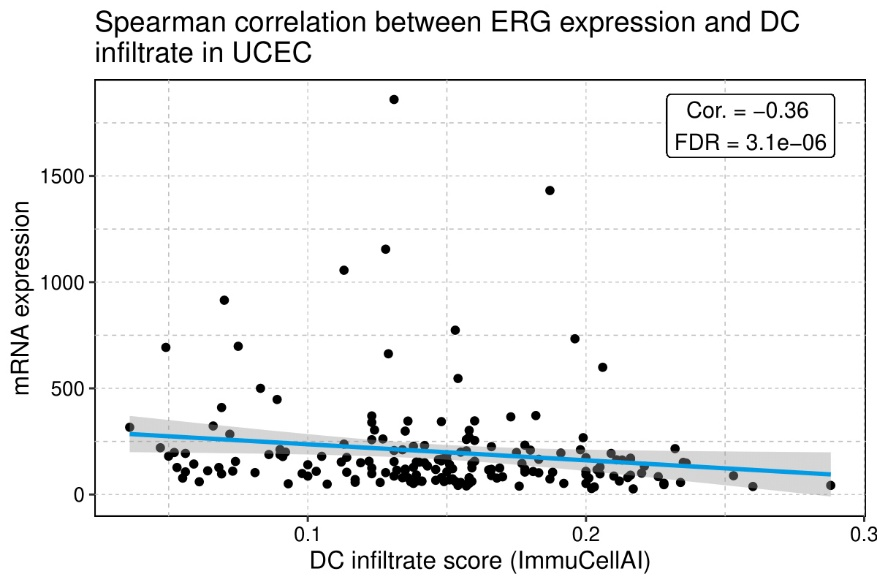 Spearman correlation between ERG expression and DC
infiltrate in UCEC
Cor. = −0.36
FDR = 3.1e−06
mRNA expression
1500
1000
500
0
0.1
0.2
0.3
DC infiltrate score (ImmuCellAI)